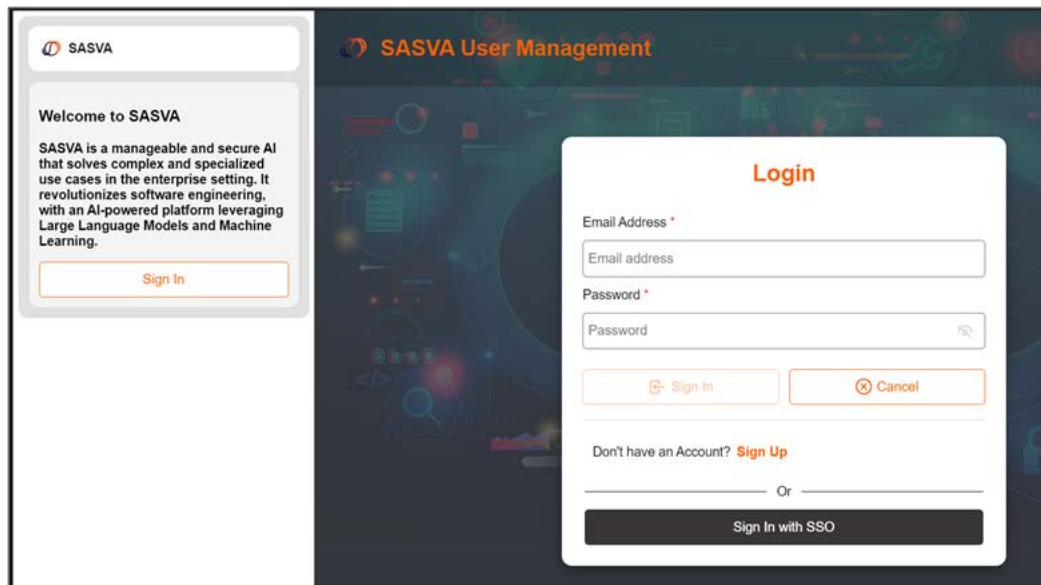 SASVA
Welcome to SASVA
SASVA is a manageable and secure AI
that solves complex and specialized
use cases in the enterprise setting. It
revolutionizes software engineering,
with an AI-powered platform leveraging
Large Language Models and Machine
Learning.
Sign In
SASVA User Management
Login
Email Address *
Email address
Password *
Password
Sign In
Cancel
Don't have an Account? Sign Up
Or
Sign In with SSO